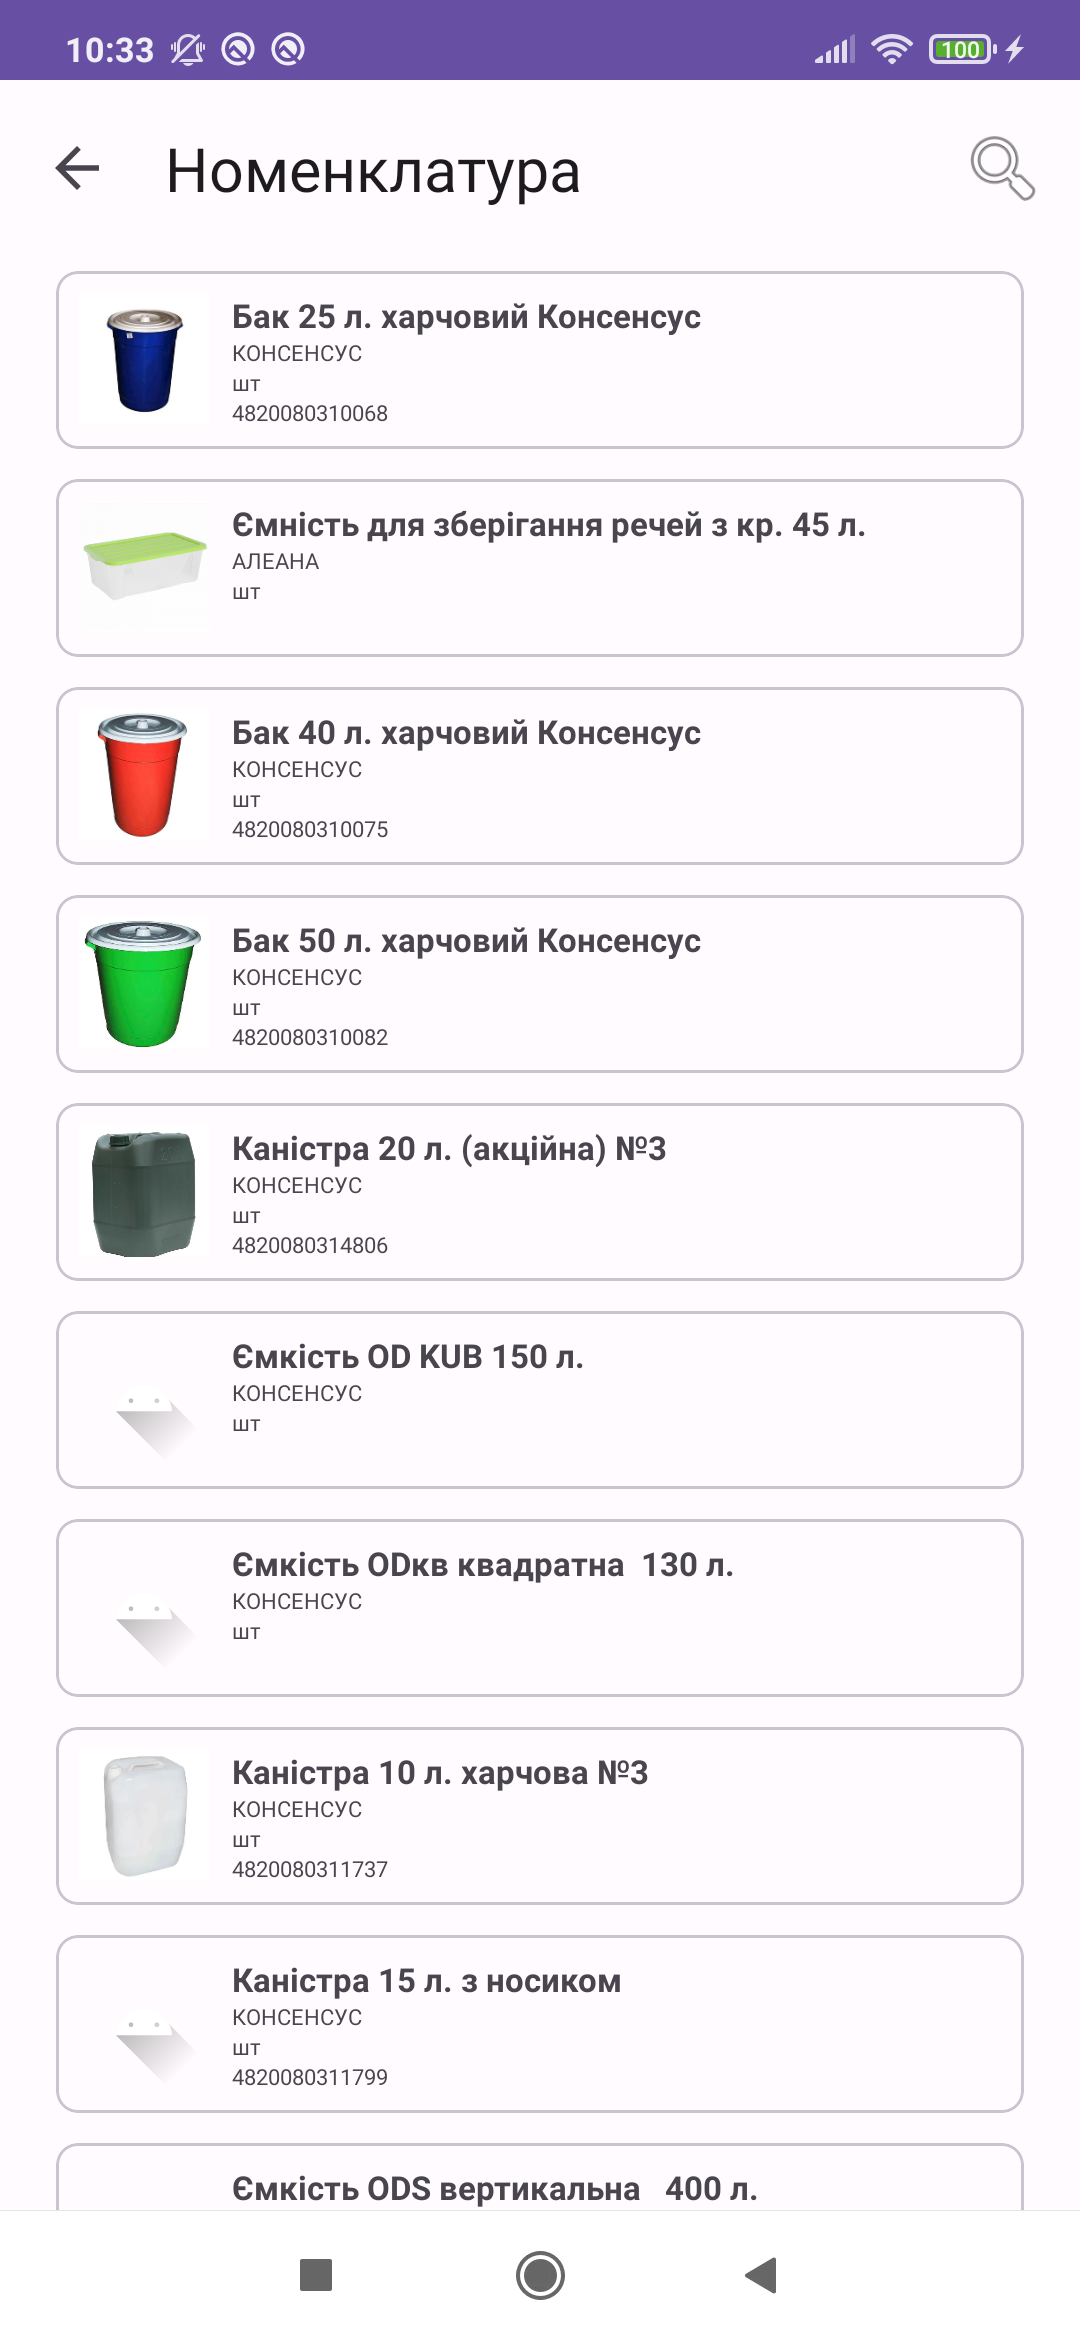 10:33
100
Номенклатура
Бак 25 л. харчовий Консенсус
КОНСЕНСУС
шт
4820080310068
Ємність для зберігання речей з кр. 45 л.
АЛЕАНА
шт
Бак 40 л. харчовий Консенсус
КОНСЕНСУС
шт
4820080310075
Бак 50 л. харчовий Консенсус
КОНСЕНСУС
шт
4820080310082
Каністра 20 л. (акційна) №3
КОНСЕНСУС
шт
4820080314806
Ємкість OD KUB 150 л.
КОНСЕНСУС
шт
Ємкість ODкв квадратна 130 л.
КОНСЕНСУС
шт
Каністра 10 л. харчова №3
КОНСЕНСУС
шт
4820080311737
Каністра 15 л. з носиком
КОНСЕНСУС
шт
4820080311799
Ємкість ODS вертикальна 400 л.